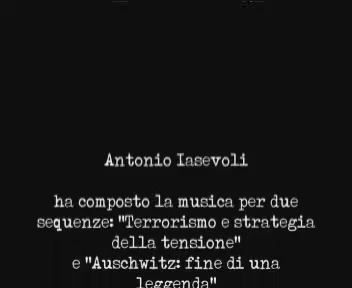 Antonio Iasevoli
ha composto la musica per due
sequenze: "Terrorismo e strategia
della tensione"
e "Auschwitz: fine di una
leggenda"